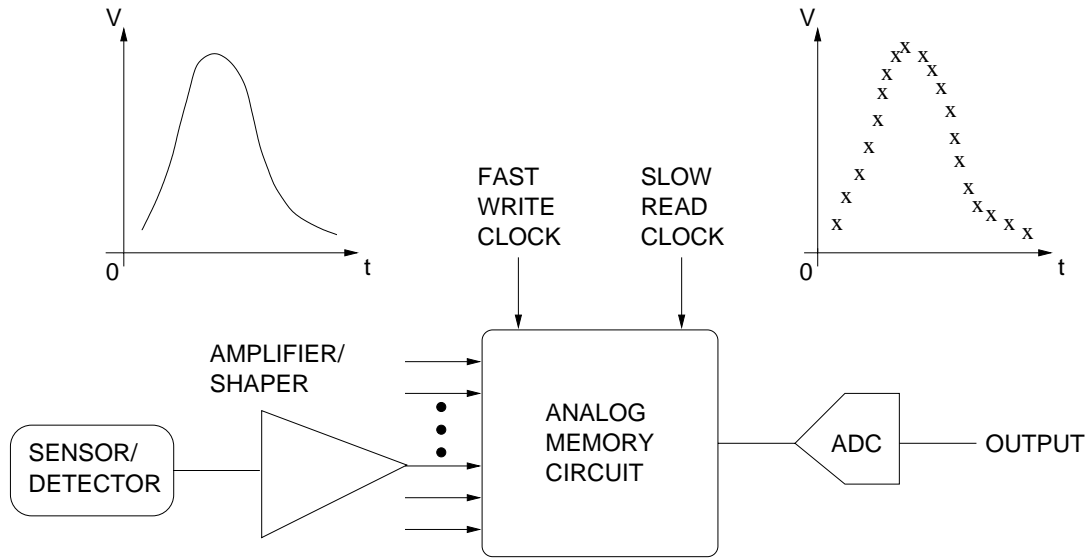 V
0
t
V
x x x x x x x x x x x x x x x x x x x x x
0
t
FAST
WRITE
CLOCK
SLOW
READ
CLOCK
AMPLIFIER/
SHAPER
SENSOR/
DETECTOR
ANALOG
MEMORY
CIRCUIT
ADC
OUTPUT